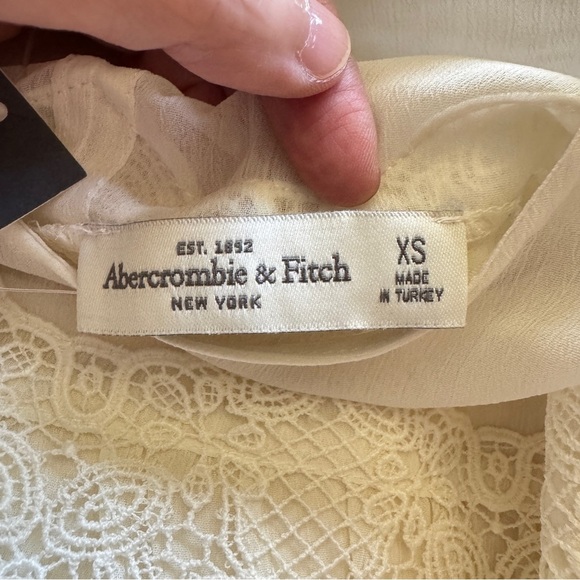 EST. 1892
Abercrombie & Fitch
NEW YORK
XS
MADE
IN TURKEY